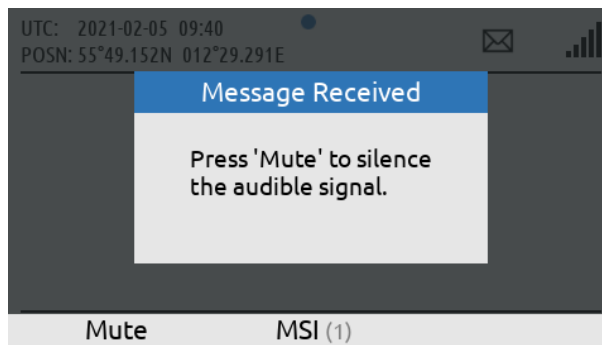 UTC: 2021-02-05 09:40
POSN: 55°49.152N 012°29.291E
Message Received
Press 'Mute' to silence
the audible signal.
Mute MSI (1)